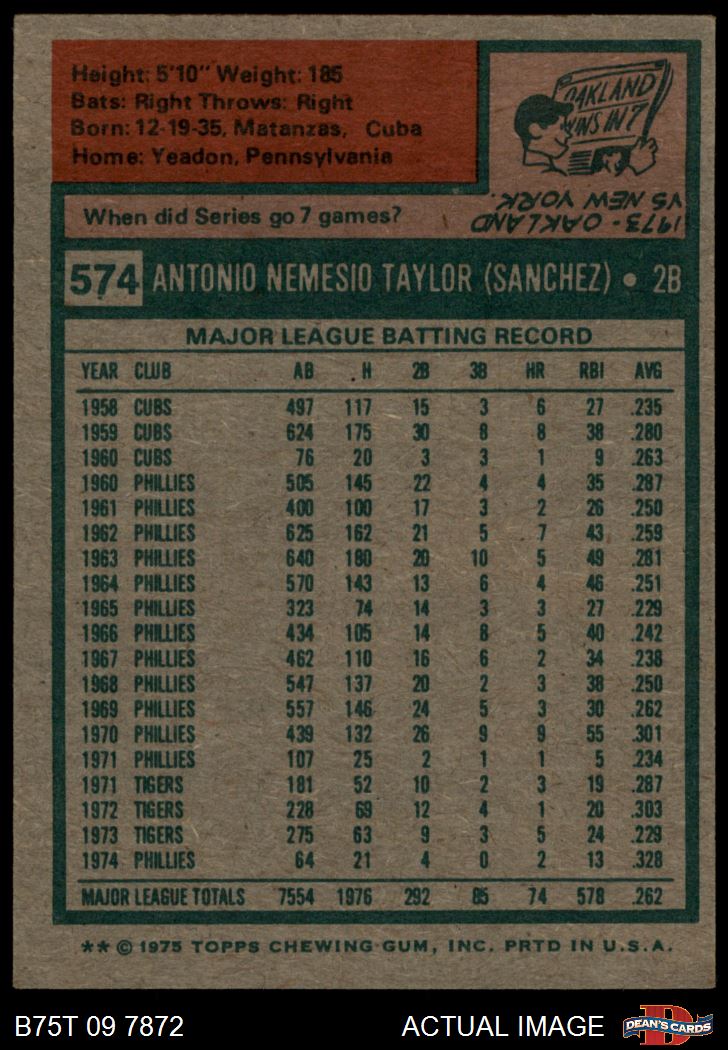 Height: 5'10" Weight: 185
Bats: Right Throws: Right
Born: 12-19-35, Matanzas, Cuba
Home: Yeadon, Pennsylvania
OAKLAND
WINS IN 7
When did Series go 7 games?
1973 - OAKLAND
VS NEW YORK.
574 ANTONIO NEMESIO TAYLOR (SANCHEZ) • 2B
MAJOR LEAGUE BATTING RECORD
YEAR CLUB AB H 2B 3B HR RBI AVG
1958 CUBS 497 117 15 3 6 27 .235
1959 CUBS 624 175 30 8 8 38 .280
1960 CUBS 76 20 3 3 1 9 .263
1960 PHILLIES 505 145 22 4 4 35 .287
1961 PHILLIES 400 100 17 3 2 26 .250
1962 PHILLIES 625 162 21 5 7 43 .259
1963 PHILLIES 640 180 20 10 5 49 .281
1964 PHILLIES 570 143 13 6 4 46 .251
1965 PHILLIES 323 74 14 3 3 27 .229
1966 PHILLIES 434 105 14 8 5 40 .242
1967 PHILLIES 462 110 16 6 2 34 .238
1968 PHILLIES 547 137 20 2 3 38 .250
1969 PHILLIES 557 146 24 5 3 30 .262
1970 PHILLIES 439 132 26 9 9 55 .301
1971 PHILLIES 107 25 2 1 1 5 .234
1971 TIGERS 181 52 10 2 3 19 .287
1972 TIGERS 228 69 12 4 1 20 .303
1973 TIGERS 275 63 9 3 5 24 .229
1974 PHILLIES 64 21 4 0 2 13 .328
MAJOR LEAGUE TOTALS 7554 1976 292 85 74 578 .262
** © 1975 TOPPS CHEWING GUM, INC. PRTD IN U.S.A.
B75T 09 7872 ACTUAL IMAGE DEAN'S CARDS